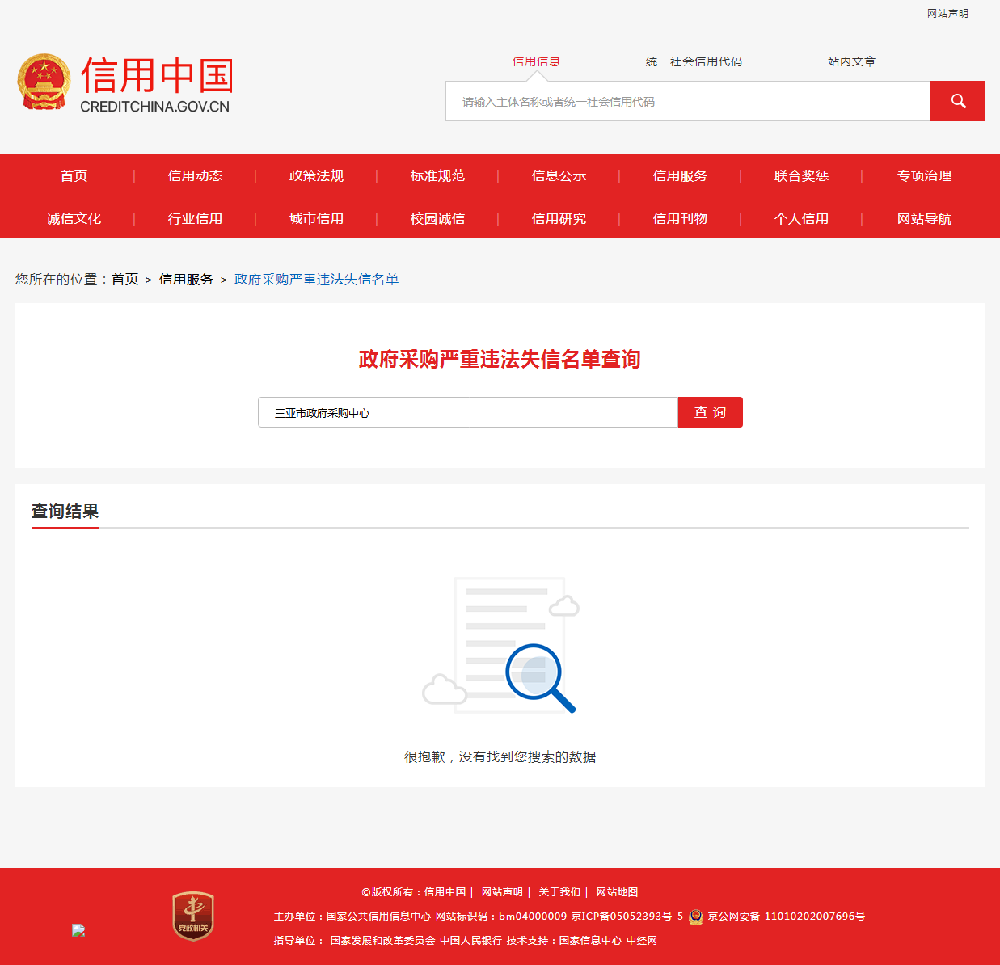 网站声明
信用中国
CREDITCHINA.GOV.CN
信用信息 统一社会信用代码 站内文章
请输入主体名称或者统一社会信用代码
首页 | 信用动态 | 政策法规 | 标准规范 | 信息公示 | 信用服务 | 联合奖惩 | 专项治理
诚信文化 | 行业信用 | 城市信用 | 校园诚信 | 信用研究 | 信用刊物 | 个人信用 | 网站导航
您所在的位置：首页 > 信用服务 > 政府采购严重违法失信名单
政府采购严重违法失信名单查询
三亚市政府采购中心 查 询
查询结果
很抱歉，没有找到您搜索的数据
©版权所有：信用中国 | 网站声明 | 关于我们 | 网站地图
主办单位：国家公共信用信息中心 网站标识码：bm04000009 京ICP备05052393号-5 京公网安备 11010202007696号
党政机关
指导单位： 国家发展和改革委员会 中国人民银行 技术支持：国家信息中心 中经网